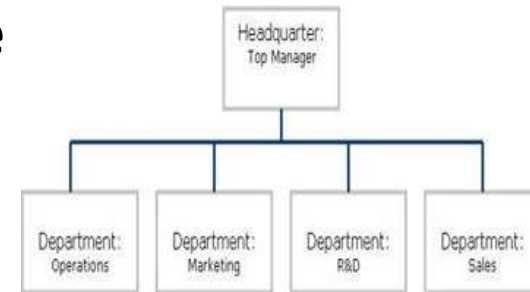 e
Headquarter:
Top Manager
Department:
Operations
Department:
Marketing
Department:
R&D
Department:
Sales